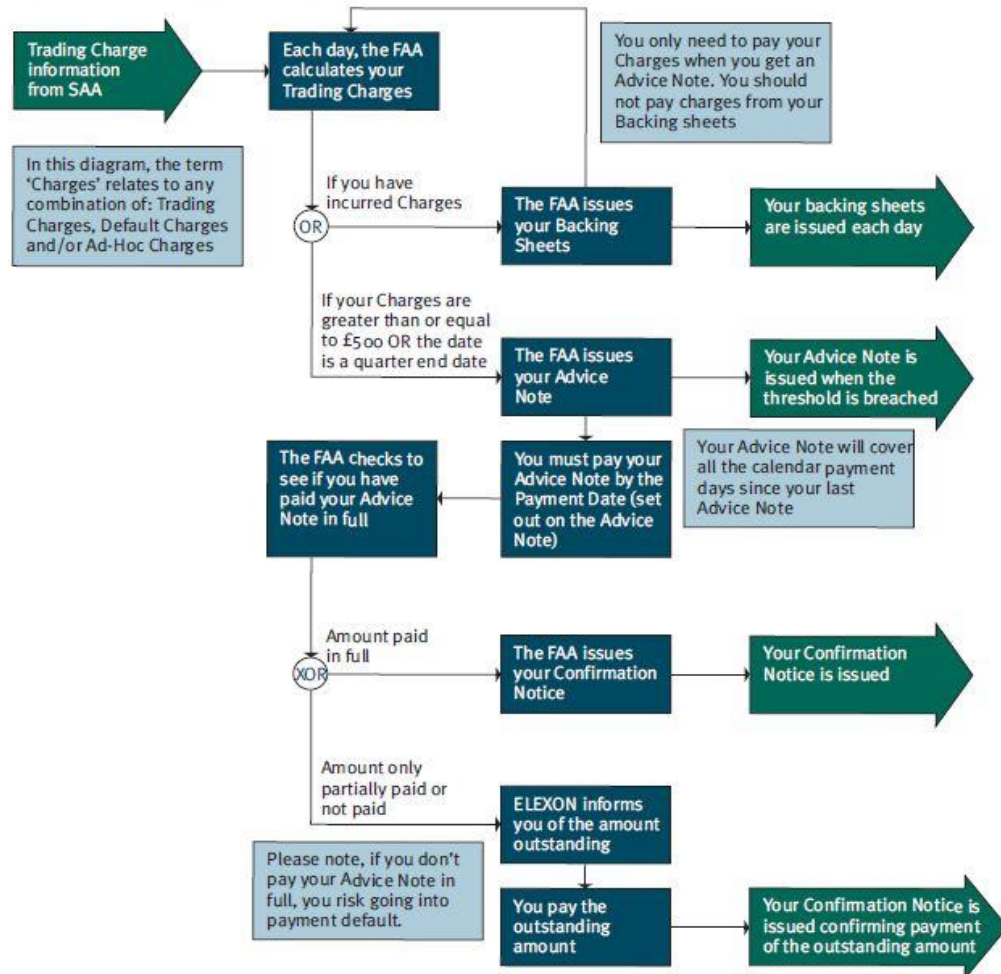 Trading Charge
information
from SAA
Each day, the FAA
calculates your
Trading Charges
You only need to pay your
Charges when you get an
Advice Note. You should
not pay charges from your
Backing sheets
In this diagram, the term
‘Charges’ relates to any
combination of: Trading
Charges, Default Charges
and/or Ad-Hoc Charges
If you have
incurred Charges
OR
The FAA issues
your Backing
Sheets
Your backing sheets
are issued each day
If your Charges are
greater than or equal
to £500 OR the date
is a quarter end date
The FAA issues
your Advice
Note
Your Advice Note is
issued when the
threshold is breached
The FAA checks to
see if you have
paid your Advice
Note in full
You must pay your
Advice Note by the
Payment Date (set
out on the Advice
Note)
Your Advice Note will cover
all the calendar payment
days since your last
Advice Note
Amount paid
in full
XOR
The FAA issues
your Confirmation
Notice
Your Confirmation
Notice is issued
Amount only
partially paid or
not paid
ELEXON informs
you of the amount
outstanding
Please note, if you don’t
pay your Advice Note in
full, you risk going into
payment default.
You pay the
outstanding
amount
Your Confirmation Notice is
issued confirming payment
of the outstanding amount